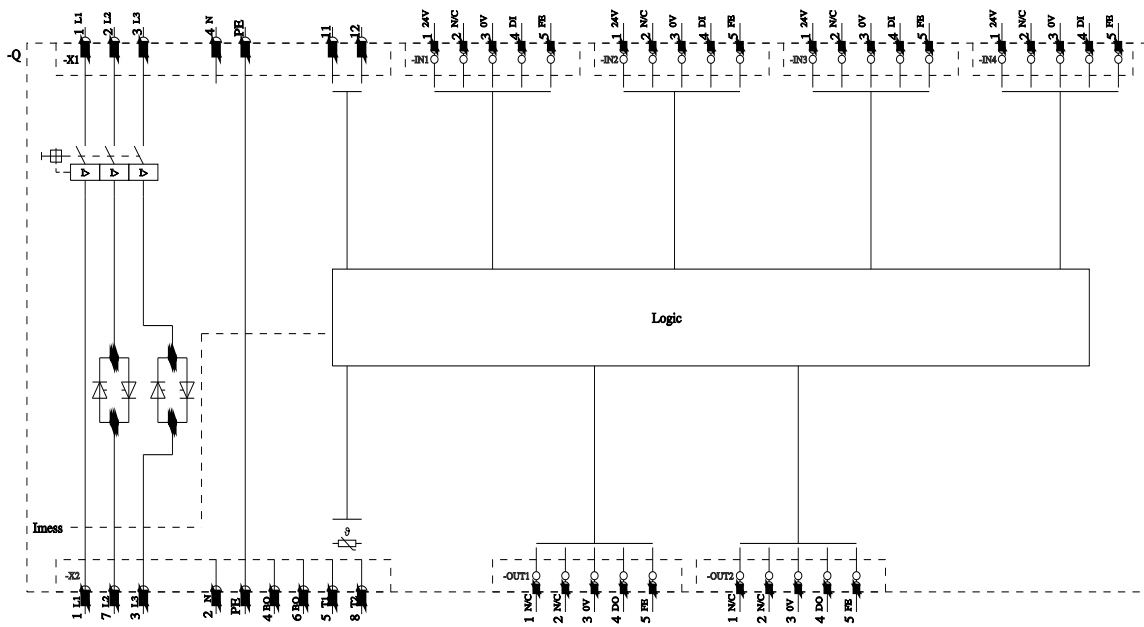 1 L1
2 L2
3 L3
4 N
PE
11
12
1 24V
2 N/C
3 0V
4 DI
5 FE
1 24V
2 N/C
3 0V
4 DI
5 FE
1 24V
2 N/C
3 0V
4 DI
5 FE
1 24V
2 N/C
3 0V
4 DI
5 FE
-Q
-X1
-IN1
-IN2
-IN3
-IN4
Logic
Imess
ϑ
-X2
-OUT1
-OUT2
1 L1
7 L2
3 L3
2 N
PE
4 BO
6 BO
5 T1
8 T2
1 N/C
2 N/C
3 0V
4 DO
5 FE
1 N/C
2 N/C
3 0V
4 DO
5 FE